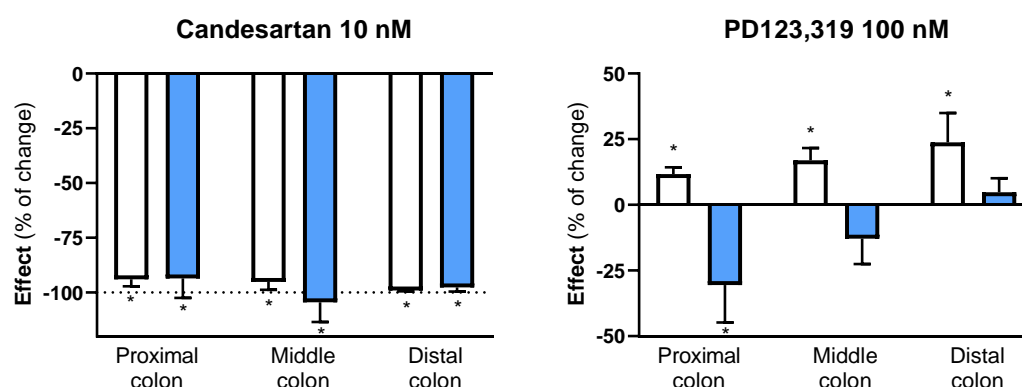 Candesartan 10 nM
Effect (% of change)
0
-25
-50
-75
-100
*
*
*
*
*
*
Proximal
colon
Middle
colon
Distal
colon
PD123,319 100 nM
Effect (% of change)
50
25
0
-25
-50
*
*
*
*
Proximal
colon
Middle
colon
Distal
colon